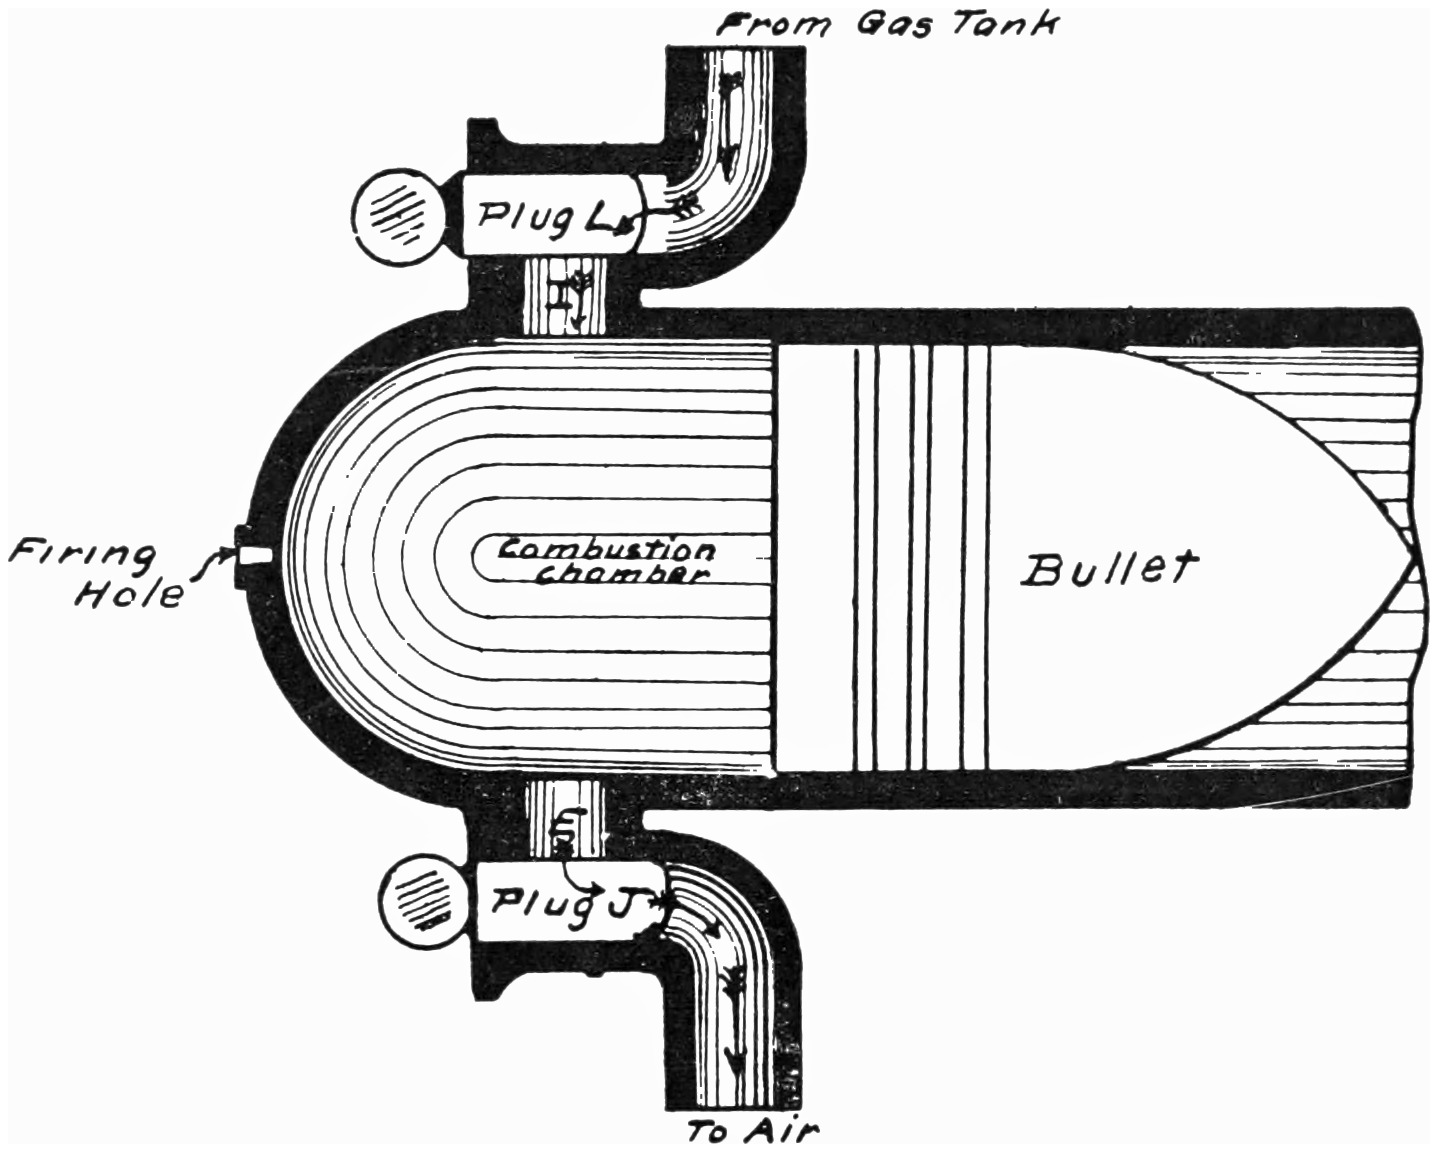 From Gas Tank
Plug L
H
Firing
Hole
Combustion
Chamber
Bullet
E
Plug J
To Air